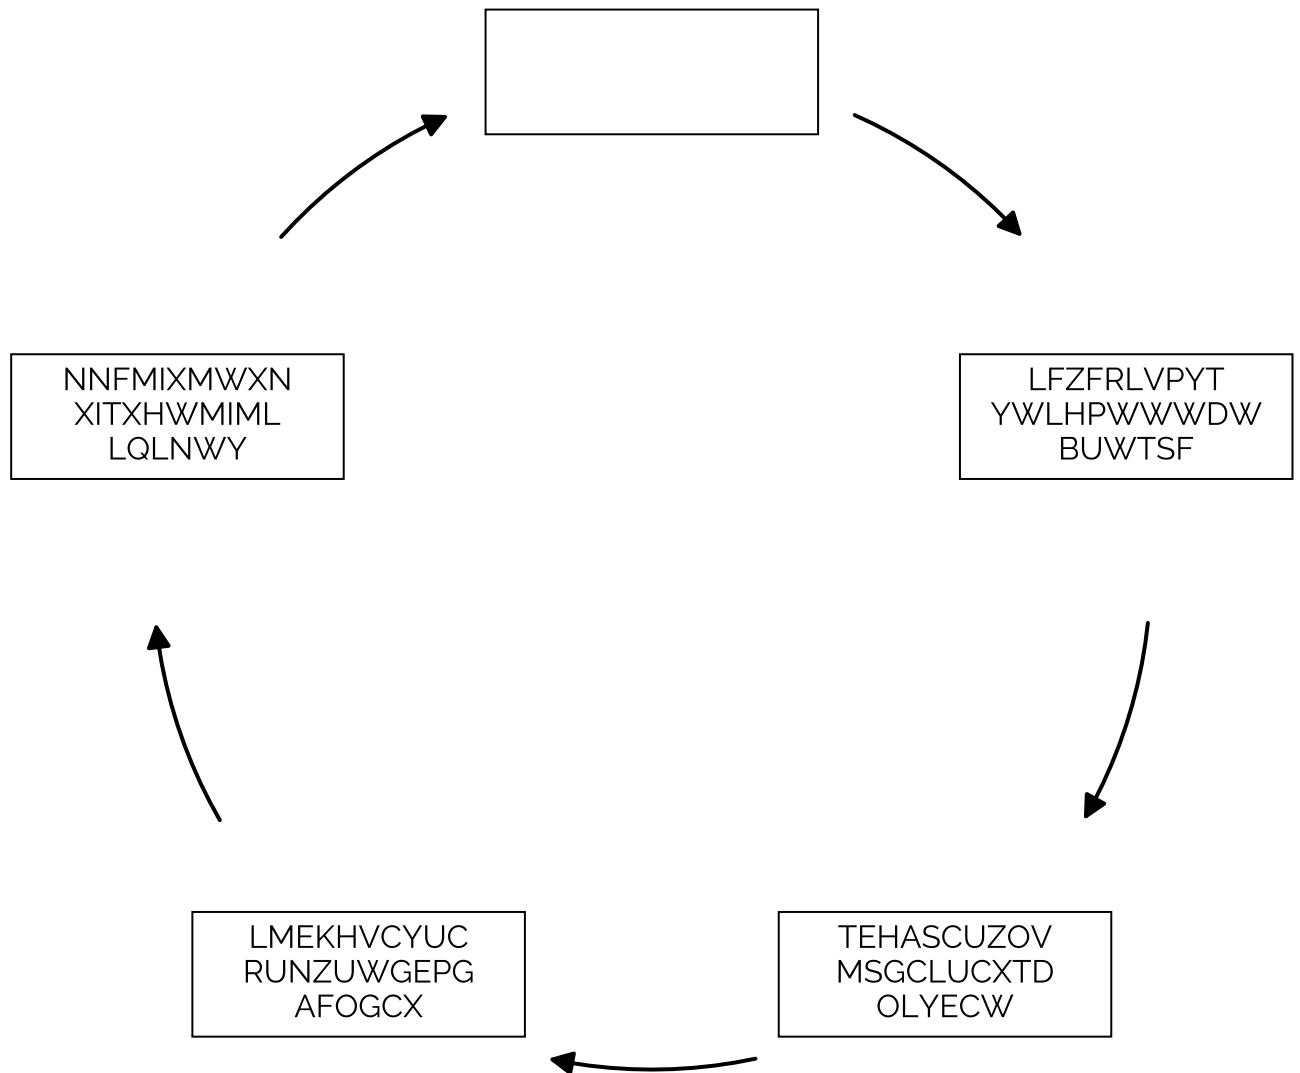 NNFMIXMWXN
XITXHWMIML
LQLNWY
LFZFRLVPYT
YWLHPWWWDW
BUWTSF
LMEKHVCYUC
RUNZUWGEPG
AFOGCX
TEHASCUZOV
MSGCLUCXTD
OLYECW